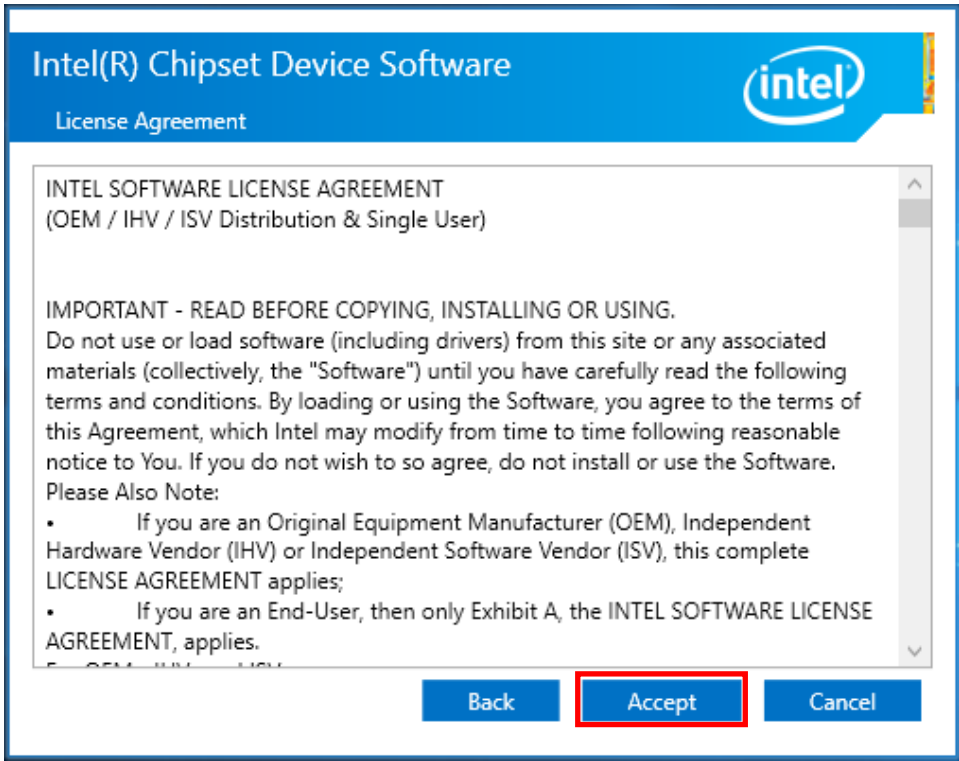 Intel(R) Chipset Device Software
intel
License Agreement
INTEL SOFTWARE LICENSE AGREEMENT
(OEM / IHV / ISV Distribution & Single User)
IMPORTANT - READ BEFORE COPYING, INSTALLING OR USING.
Do not use or load software (including drivers) from this site or any associated
materials (collectively, the "Software") until you have carefully read the following
terms and conditions. By loading or using the Software, you agree to the terms of
this Agreement, which Intel may modify from time to time following reasonable
notice to You. If you do not wish to so agree, do not install or use the Software.
Please Also Note:
• If you are an Original Equipment Manufacturer (OEM), Independent
Hardware Vendor (IHV) or Independent Software Vendor (ISV), this complete
LICENSE AGREEMENT applies;
• If you are an End-User, then only Exhibit A, the INTEL SOFTWARE LICENSE
AGREEMENT, applies.
Back
Accept
Cancel